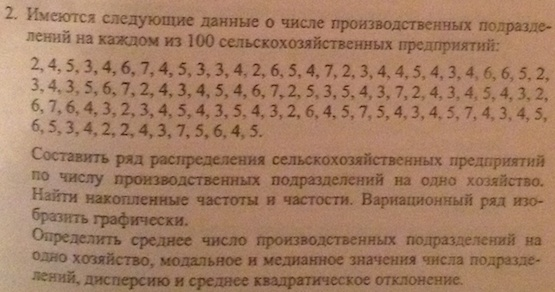 2. Имеются следующие данные о числе производственных подразде-
лений на каждом из 100 сельскохозяйственных предприятий:
2, 4, 5, 3, 4, 6, 7, 4, 5, 3, 3, 4, 2, 6, 5, 4, 7, 2, 3, 4, 4, 5, 4, 3, 4, 6, 6, 5, 2,
3, 4, 3, 5, 6, 7, 2, 4, 3, 4, 5, 4, 6, 7, 2, 5, 3, 5, 4, 3, 7, 2, 4, 3, 4, 5, 4, 3, 2,
6, 7, 6, 4, 3, 2, 3, 4, 5, 4, 3, 5, 4, 3, 2, 6, 4, 5, 7, 5, 4, 3, 4, 5, 7, 4, 3, 4, 5,
6, 5, 3, 4, 2, 2, 4, 3, 7, 5, 6, 4, 5.
Составить ряд распределения сельскохозяйственных предприятий
по числу производственных подразделений на одно хозяйство.
Найти накопленные частоты и частости. Вариационный ряд изо-
бразить графически.
Определить среднее число производственных подразделений на
одно хозяйство, модальное и медианное значения числа подразде-
лений, дисперсию и среднее квадратическое отклонение.